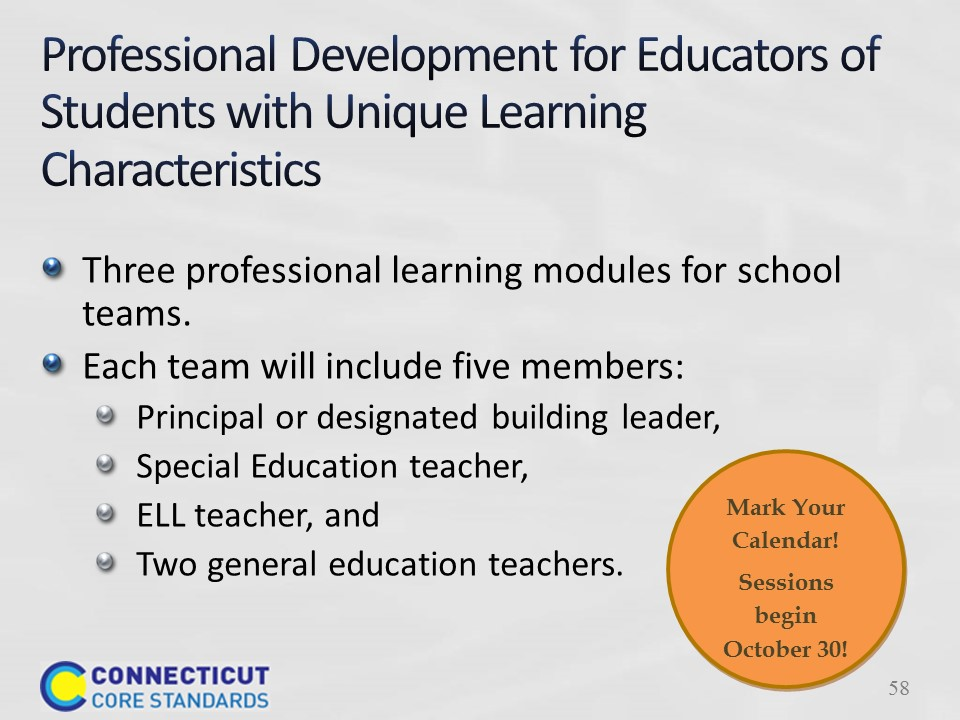 Professional Development for Educators of
Students with Unique Learning
Characteristics
Three professional learning modules for school
teams.
Each team will include five members:
Principal or designated building leader,
Special Education teacher,
ELL teacher, and
Two general education teachers.
Mark Your
Calendar!
Sessions
begin
October 30!
CONNECTICUT
CORE STANDARDS
58